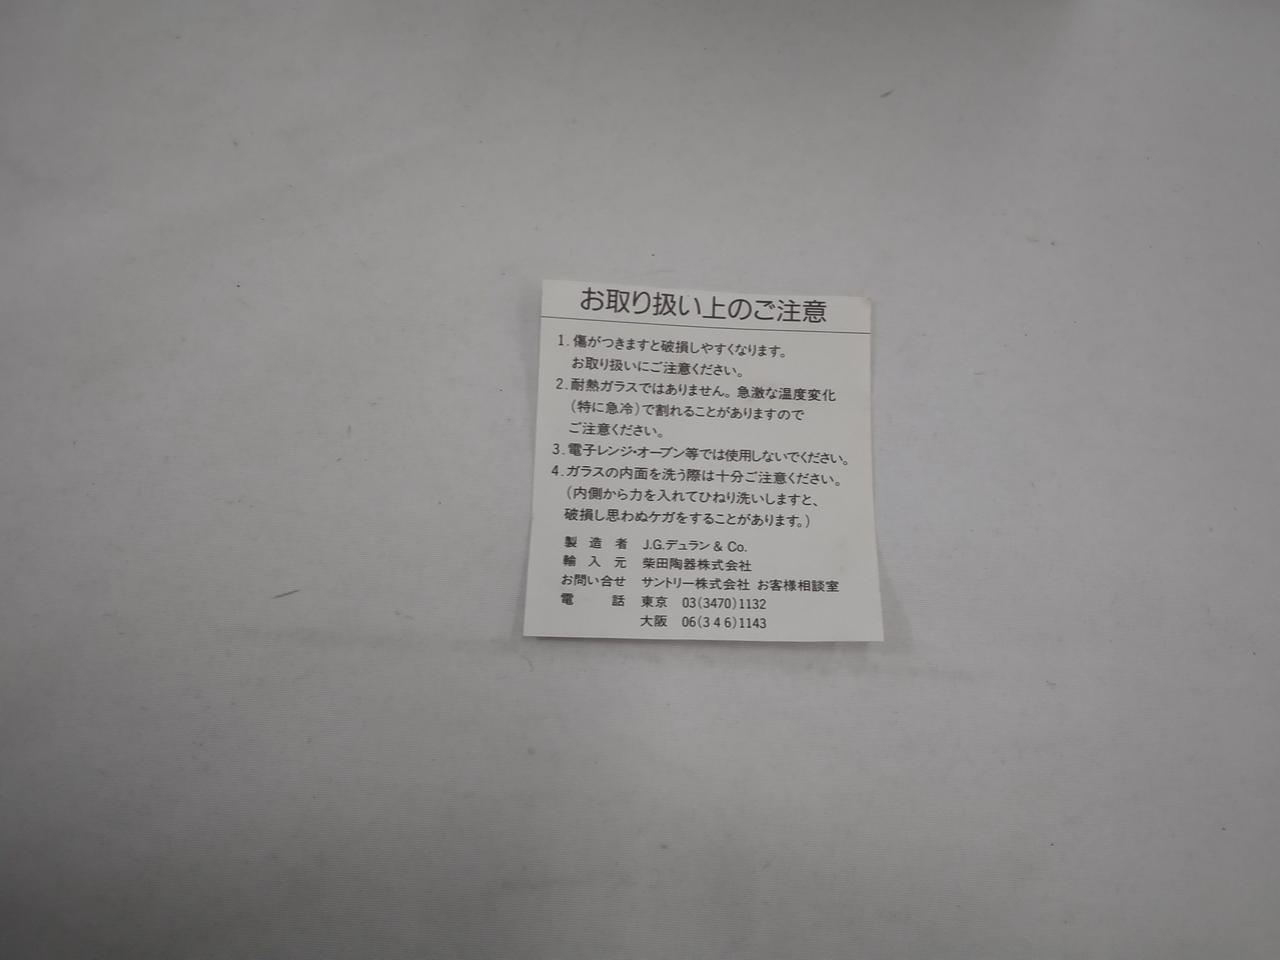 お取り扱い上のご注意
1. 傷がつきますと破損しやすくなります。
お取り扱いにご注意ください。
2. 耐熱ガラスではありません。急激な温度変化
(特に急冷)で割れることがありますので
ご注意ください。
3. 電子レンジ・オーブン等では使用しないでください。
4. ガラスの内面を洗う際は十分ご注意ください。
(内側から力を入れてひねり洗いしますと、
破損し思わぬケガをすることがあります。)
製造者 J.G.デュラン & Co.
輸入元 柴田陶器株式会社
お問い合せ サントリー株式会社 お客様相談室
電話 東京 03(3470)1132
大阪 06(346)1143